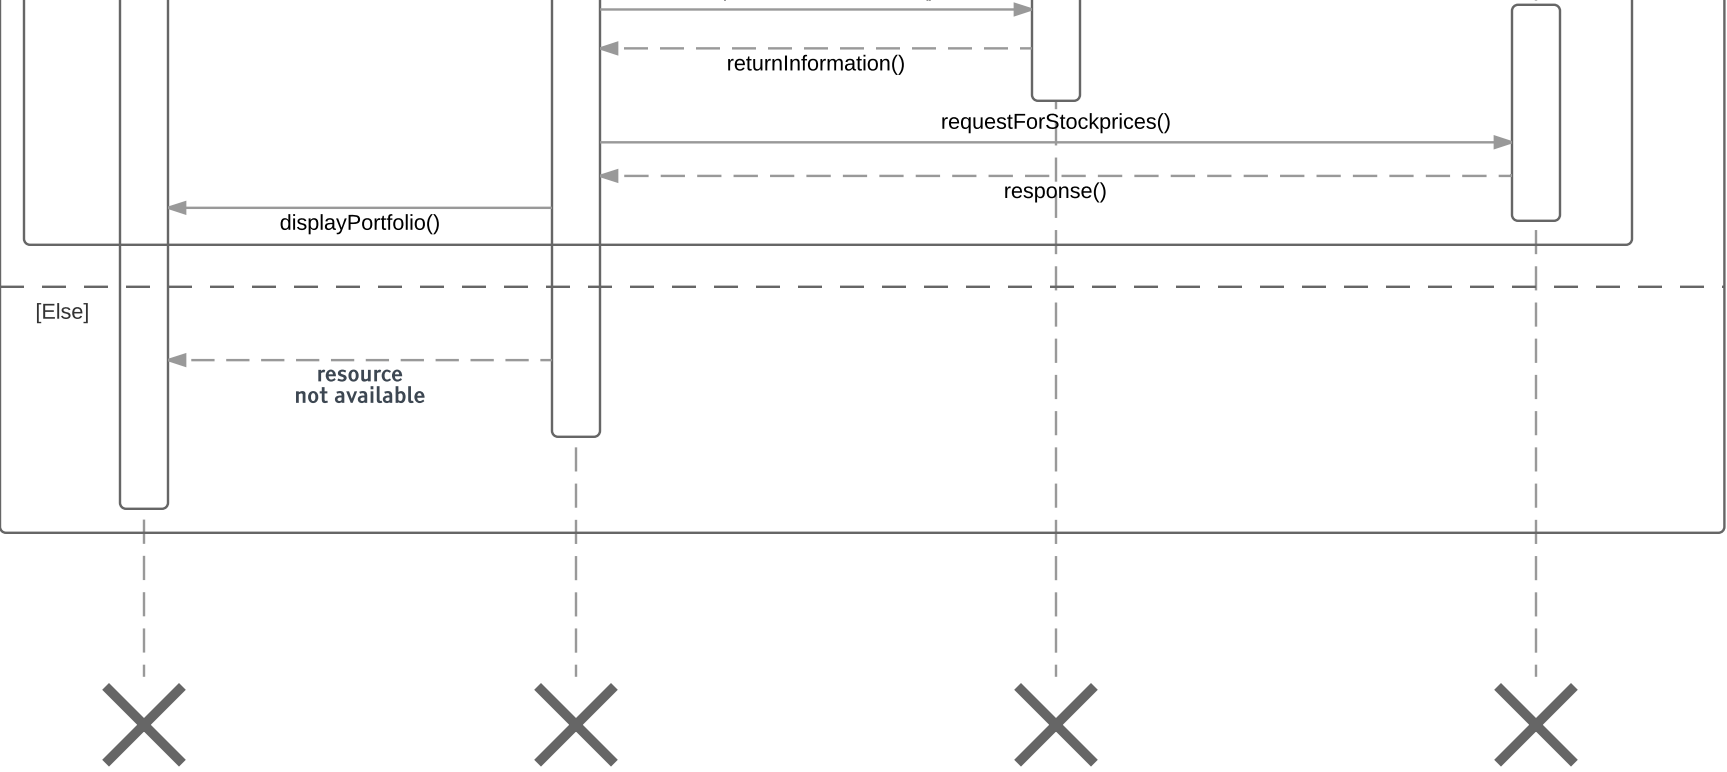 returnInformation()
requestForStockprices()
response()
displayPortfolio()
[Else]
resource
not available